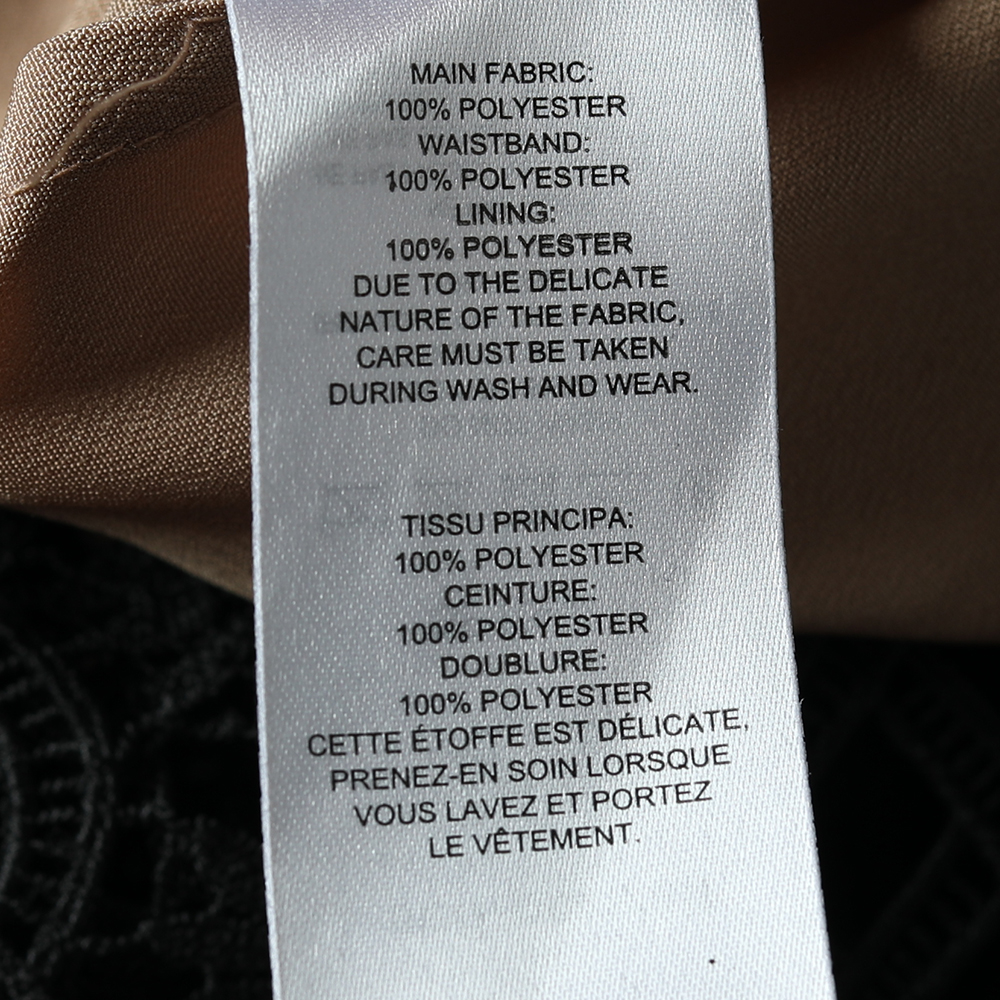 MAIN FABRIC:
100% POLYESTER
WAISTBAND:
100% POLYESTER
LINING:
100% POLYESTER
DUE TO THE DELICATE
NATURE OF THE FABRIC,
CARE MUST BE TAKEN
DURING WASH AND WEAR.
TISSU PRINCIPA:
100% POLYESTER
CEINTURE:
100% POLYESTER
DOUBLURE:
100% POLYESTER
CETTE ÉTOFFE EST DÉLICATE,
PRENEZ-EN SOIN LORSQUE
VOUS LAVEZ ET PORTEZ
LE VÊTEMENT.